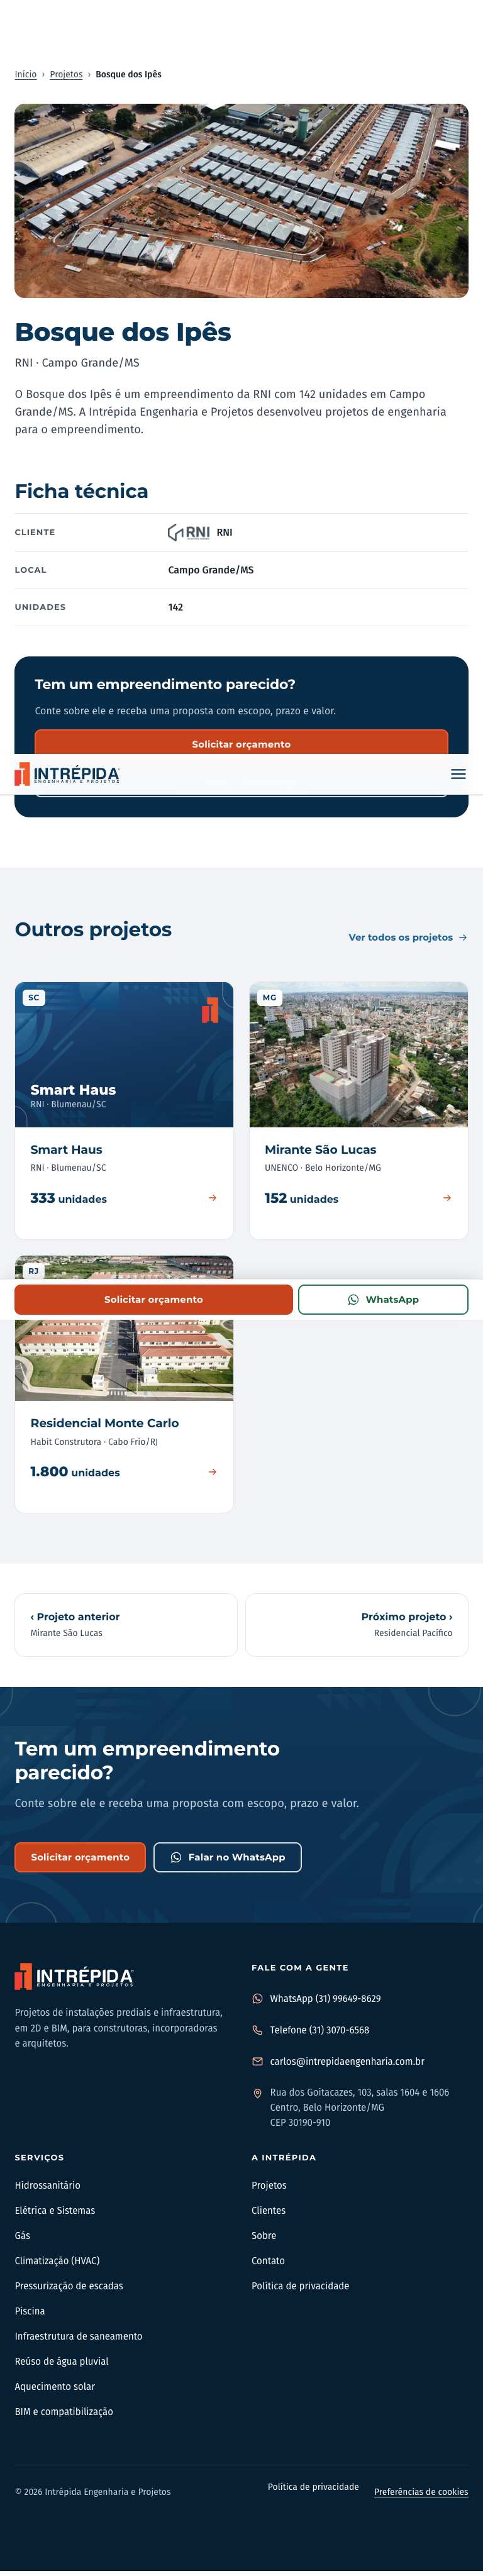 Início › Projetos › Bosque dos Ipês
Bosque dos Ipês
RNI · Campo Grande/MS
O Bosque dos Ipês é um empreendimento da RNI com 142 unidades em Campo
Grande/MS. A Intrépida Engenharia e Projetos desenvolveu projetos de engenharia
para o empreendimento.
Ficha técnica
CLIENTE
RNI RNI
LOCAL
Campo Grande/MS
UNIDADES
142
Tem um empreendimento parecido?
Conte sobre ele e receba uma proposta com escopo, prazo e valor.
Solicitar orçamento
INTRÉPIDA
ENGENHARIA E PROJETOS
Outros projetos
Ver todos os projetos →
SC
Smart Haus
RNI · Blumenau/SC
Smart Haus
RNI · Blumenau/SC
333 unidades →
MG
Mirante São Lucas
UNENCO · Belo Horizonte/MG
152 unidades →
RJ
Solicitar orçamento
WhatsApp
Residencial Monte Carlo
Habit Construtora · Cabo Frio/RJ
1.800 unidades →
‹ Projeto anterior
Mirante São Lucas
Próximo projeto ›
Residencial Pacífico
Tem um empreendimento
parecido?
Conte sobre ele e receba uma proposta com escopo, prazo e valor.
Solicitar orçamento
Falar no WhatsApp
INTRÉPIDA
ENGENHARIA E PROJETOS
Projetos de instalações prediais e infraestrutura,
em 2D e BIM, para construtoras, incorporadoras
e arquitetos.
FALE COM A GENTE
WhatsApp (31) 99649-8629
Telefone (31) 3070-6568
carlos@intrepidaengenharia.com.br
Rua dos Goitacazes, 103, salas 1604 e 1606
Centro, Belo Horizonte/MG
CEP 30190-910
SERVIÇOS
Hidrossanitário
Elétrica e Sistemas
Gás
Climatização (HVAC)
Pressurização de escadas
Piscina
Infraestrutura de saneamento
Reúso de água pluvial
Aquecimento solar
BIM e compatibilização
A INTRÉPIDA
Projetos
Clientes
Sobre
Contato
Política de privacidade
© 2026 Intrépida Engenharia e Projetos
Política de privacidade
Preferências de cookies